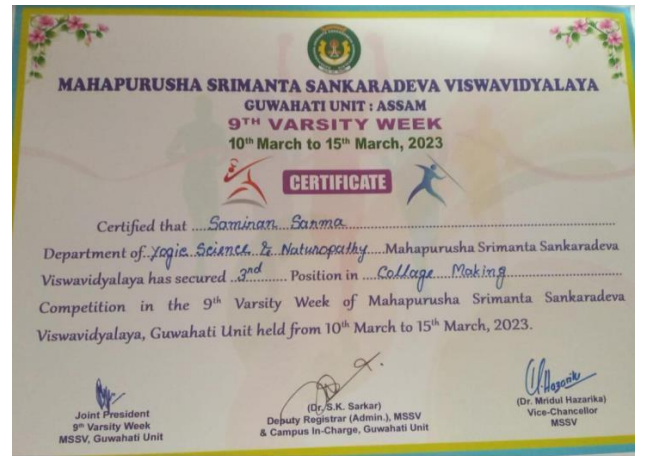 MAHAPURUSHA SRIMANTA SANKARADEVA VISWAVIDYALAYA
GUWAHATI UNIT : ASSAM
9TH VARSITY WEEK
10th March to 15th March, 2023
CERTIFICATE
Certified that Saminan Sarma
Department of Yogic Science & Naturopathy Mahapurusha Srimanta Sankaradeva
Viswavidyalaya has secured Position in Collage Making
Competition in the 9th Varsity Week of Mahapurusha Srimanta Sankaradeva
Viswavidyalaya, Guwahati Unit held from 10th March to 15th March, 2023.
Joint President
9th Varsity Week
MSSV, Guwahati Unit
(Dr. S.K. Sarkar)
Deputy Registrar (Admin.), MSSV
& Campus In-Charge, Guwahati Unit
(Dr. Mridul Hazarika)
Vice-Chancellor
MSSV